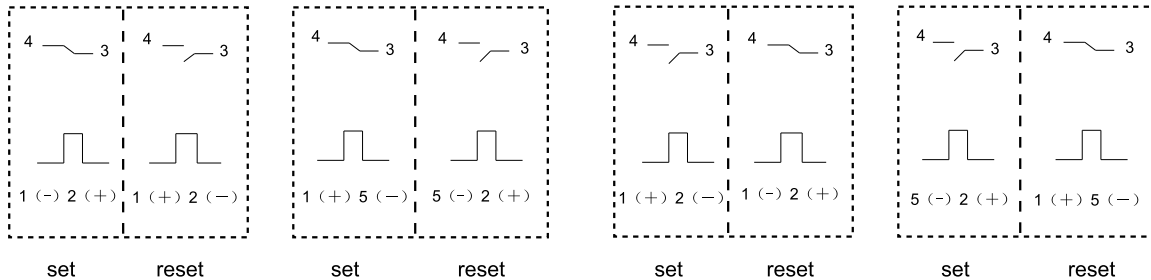 4 3 4 3 4 3 4 3 4 3 4 3 4 3 4 3
1 (-) 2 (+) 1 (+) 2 (-) 1 (+) 5 (-) 5 (-) 2 (+) 1 (+) 2 (-) 1 (-) 2 (+) 5 (-) 2 (+) 1 (+) 5 (-)
set reset set reset set reset set reset